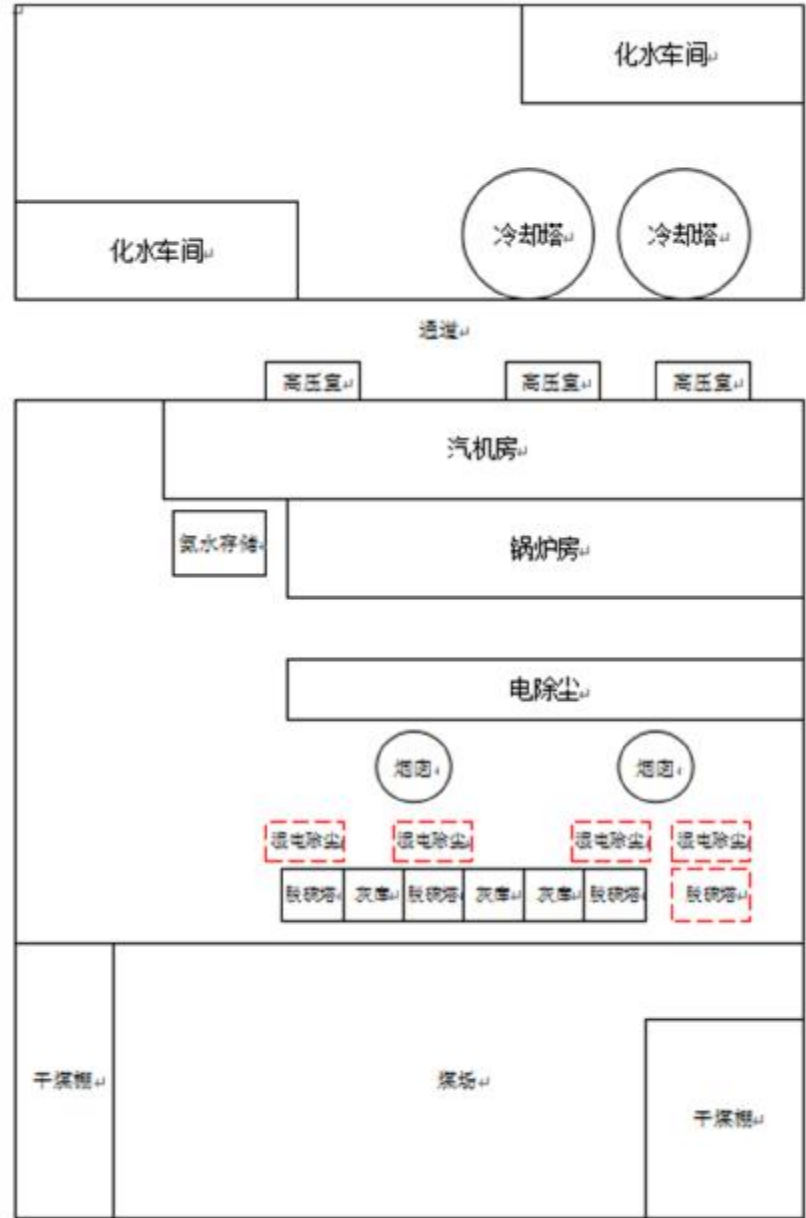 化水车间
冷却塔 冷却塔
化水车间
通道
高压室 高压室 高压室
汽机房
氨水存储 锅炉房
电除尘
烟囱 烟囱
湿电除尘 湿电除尘 湿电除尘 湿电除尘
脱硫塔 灰库 脱硫塔 灰库 灰库 脱硫塔 脱硫塔
干煤棚 煤场
干煤棚